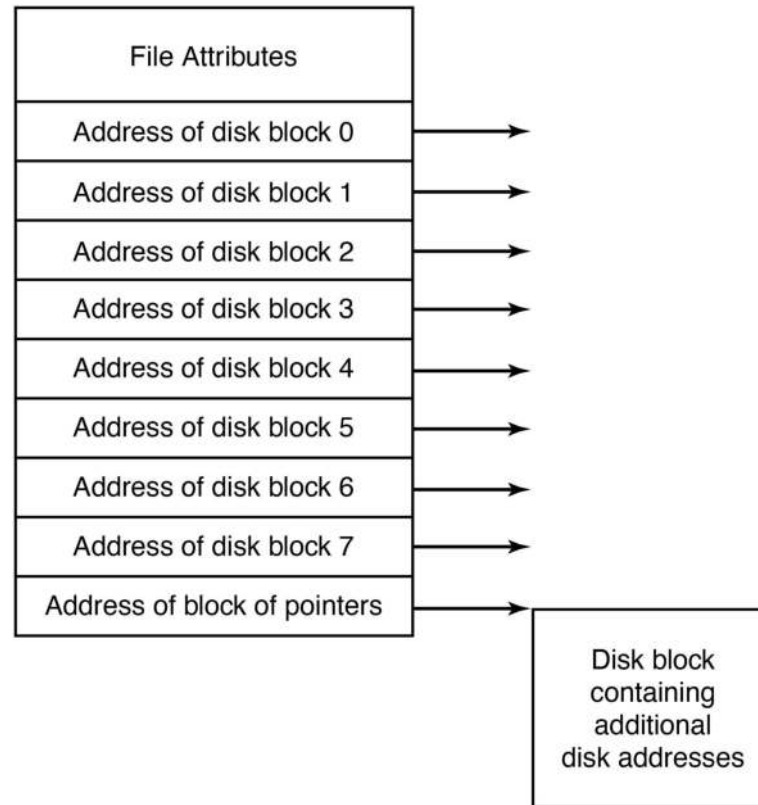 File Attributes
Address of disk block 0
Address of disk block 1
Address of disk block 2
Address of disk block 3
Address of disk block 4
Address of disk block 5
Address of disk block 6
Address of disk block 7
Address of block of pointers
Disk block
containing
additional
disk addresses